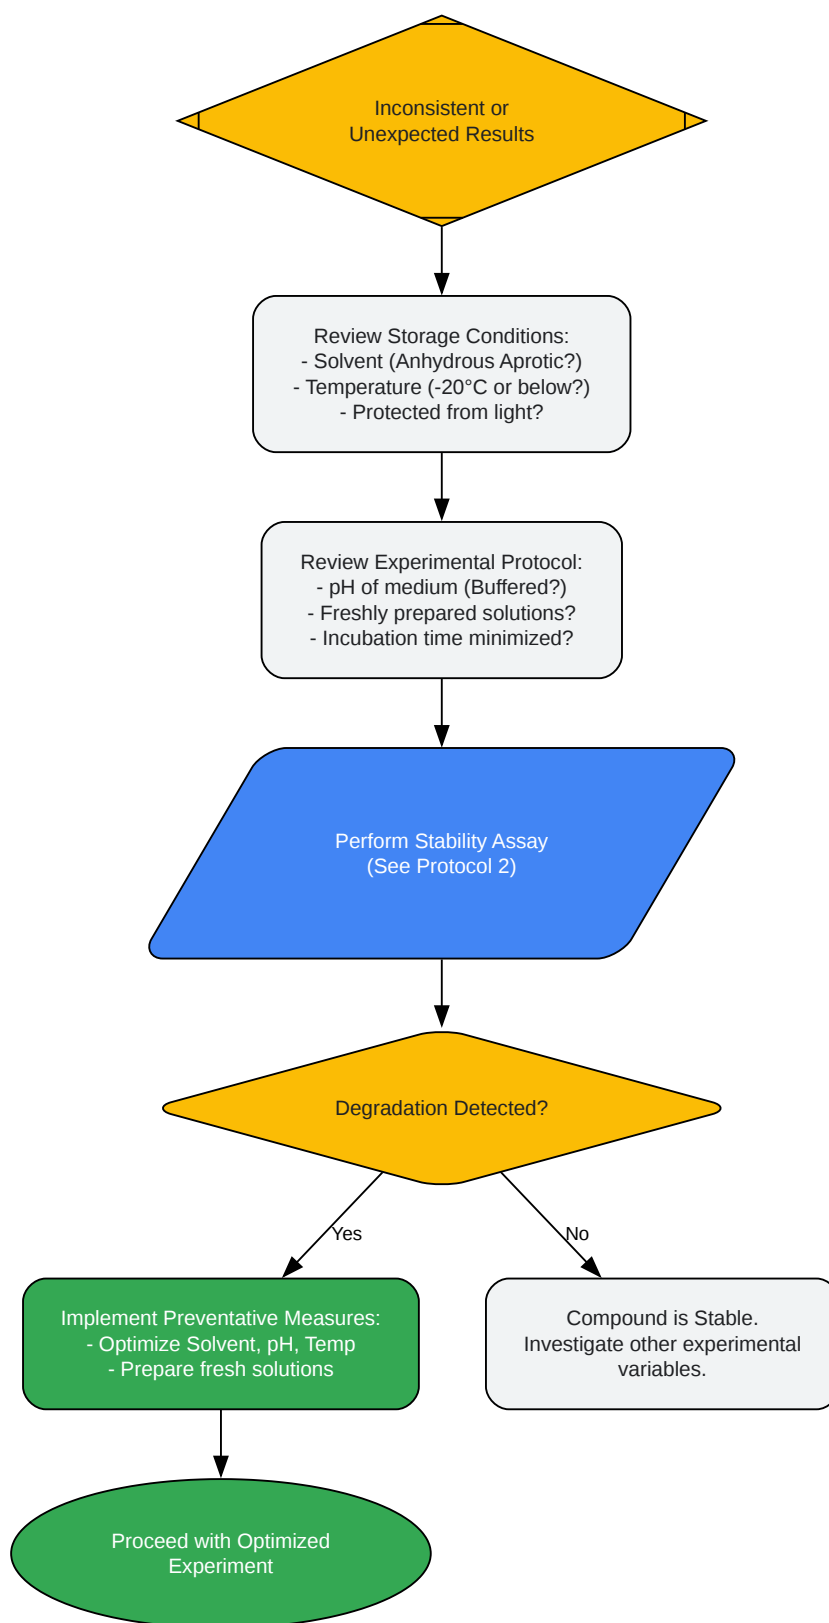 Inconsistent or
Unexpected Results
Review Storage Conditions:
- Solvent (Anhydrous Aprotic?)
- Temperature (-20°C or below?)
- Protected from light?
Review Experimental Protocol:
- pH of medium (Buffered?)
- Freshly prepared solutions?
- Incubation time minimized?
Perform Stability Assay
(See Protocol 2)
Degradation Detected?
Yes
No
Implement Preventative Measures:
- Optimize Solvent, pH, Temp
- Prepare fresh solutions
Compound is Stable.
Investigate other experimental
variables.
Proceed with Optimized
Experiment